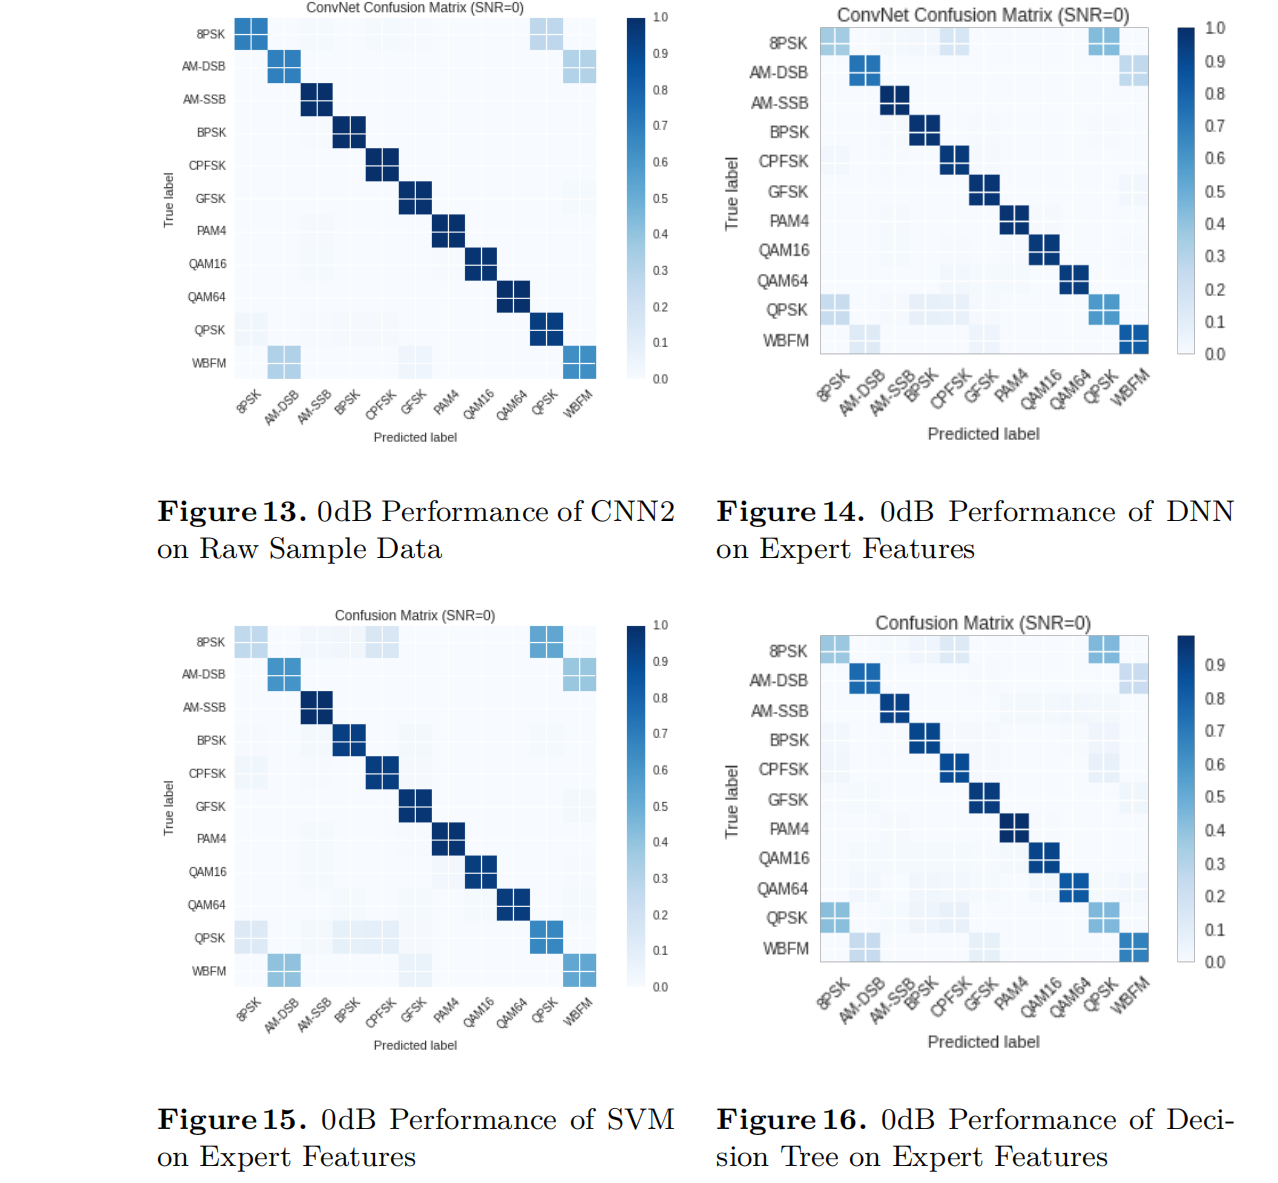 ConvNet Confusion Matrix (SNR=0)
8PSK
AM-DSB
AM-SSB
BPSK
CPFSK
GFSK
PAM4
QAM16
QAM64
QPSK
WBFM
True label
8PSK
AM-DSB
AM-SSB
BPSK
CPFSK
GFSK
PAM4
QAM16
QAM64
QPSK
WBFM
Predicted label
1.0
0.9
0.8
0.7
0.6
0.5
0.4
0.3
0.2
0.1
0.0
ConvNet Confusion Matrix (SNR=0)
8PSK
AM-DSB
AM-SSB
BPSK
CPFSK
GFSK
PAM4
QAM16
QAM64
QPSK
WBFM
True label
8PSK
AM-DSB
AM-SSB
BPSK
CPFSK
GFSK
PAM4
QAM16
QAM64
QPSK
WBFM
Predicted label
1.0
0.9
0.8
0.7
0.6
0.5
0.4
0.3
0.2
0.1
0.0
Figure 13. 0dB Performance of CNN2
on Raw Sample Data
Figure 14. 0dB Performance of DNN
on Expert Features
Confusion Matrix (SNR=0)
8PSK
AM-DSB
AM-SSB
BPSK
CPFSK
GFSK
PAM4
QAM16
QAM64
QPSK
WBFM
True label
8PSK
AM-DSB
AM-SSB
BPSK
CPFSK
GFSK
PAM4
QAM16
QAM64
QPSK
WBFM
Predicted label
1.0
0.9
0.8
0.7
0.6
0.5
0.4
0.3
0.2
0.1
0.0
Confusion Matrix (SNR=0)
8PSK
AM-DSB
AM-SSB
BPSK
CPFSK
GFSK
PAM4
QAM16
QAM64
QPSK
WBFM
True label
8PSK
AM-DSB
AM-SSB
BPSK
CPFSK
GFSK
PAM4
QAM16
QAM64
QPSK
WBFM
Predicted label
0.9
0.8
0.7
0.6
0.5
0.4
0.3
0.2
0.1
0.0
Figure 15. 0dB Performance of SVM
on Expert Features
Figure 16. 0dB Performance of Deci-
sion Tree on Expert Features